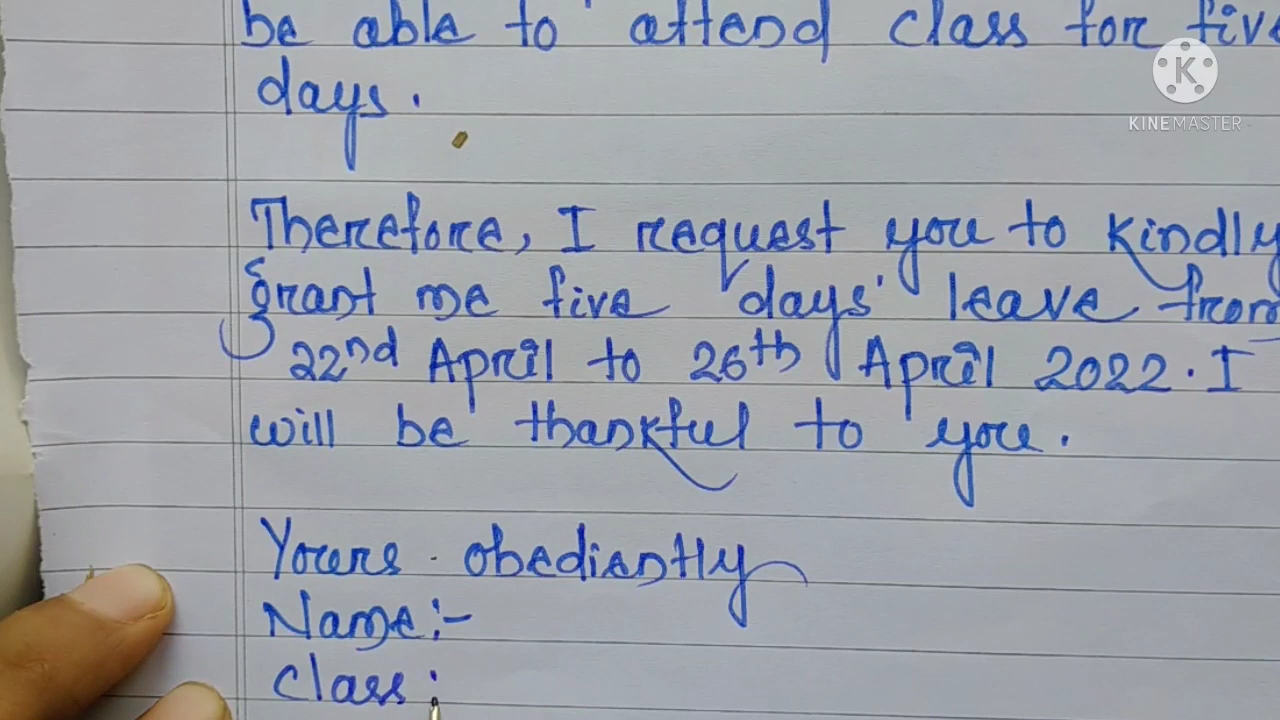 be able to attend class for five
days.
Therefore, I request you to kindly
grant me five days' leave from
22nd April to 26th April 2022. I
will be thankful to you.
Yours obediantly
Name:-
Class:
K
KINEMASTER